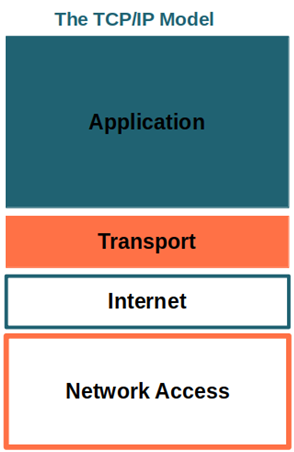 The TCP/IP Model
Application
Transport
Internet
Network Access